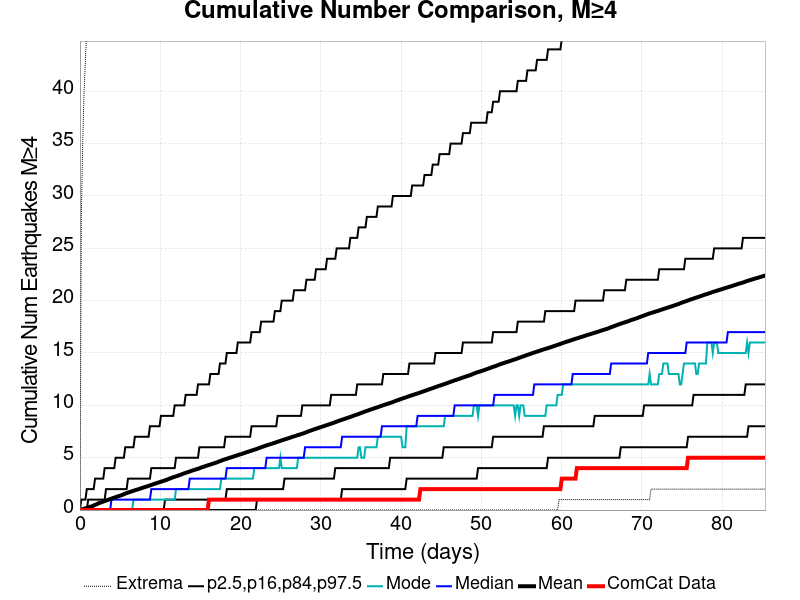 Cumulative Number Comparison, M≥4
Cumulative Num Earthquakes M≥4
40
35
30
25
20
15
10
5
0
0 10 20 30 40 50 60 70 80
Time (days)
Extrema p2.5,p16,p84,p97.5 Mode Median Mean ComCat Data